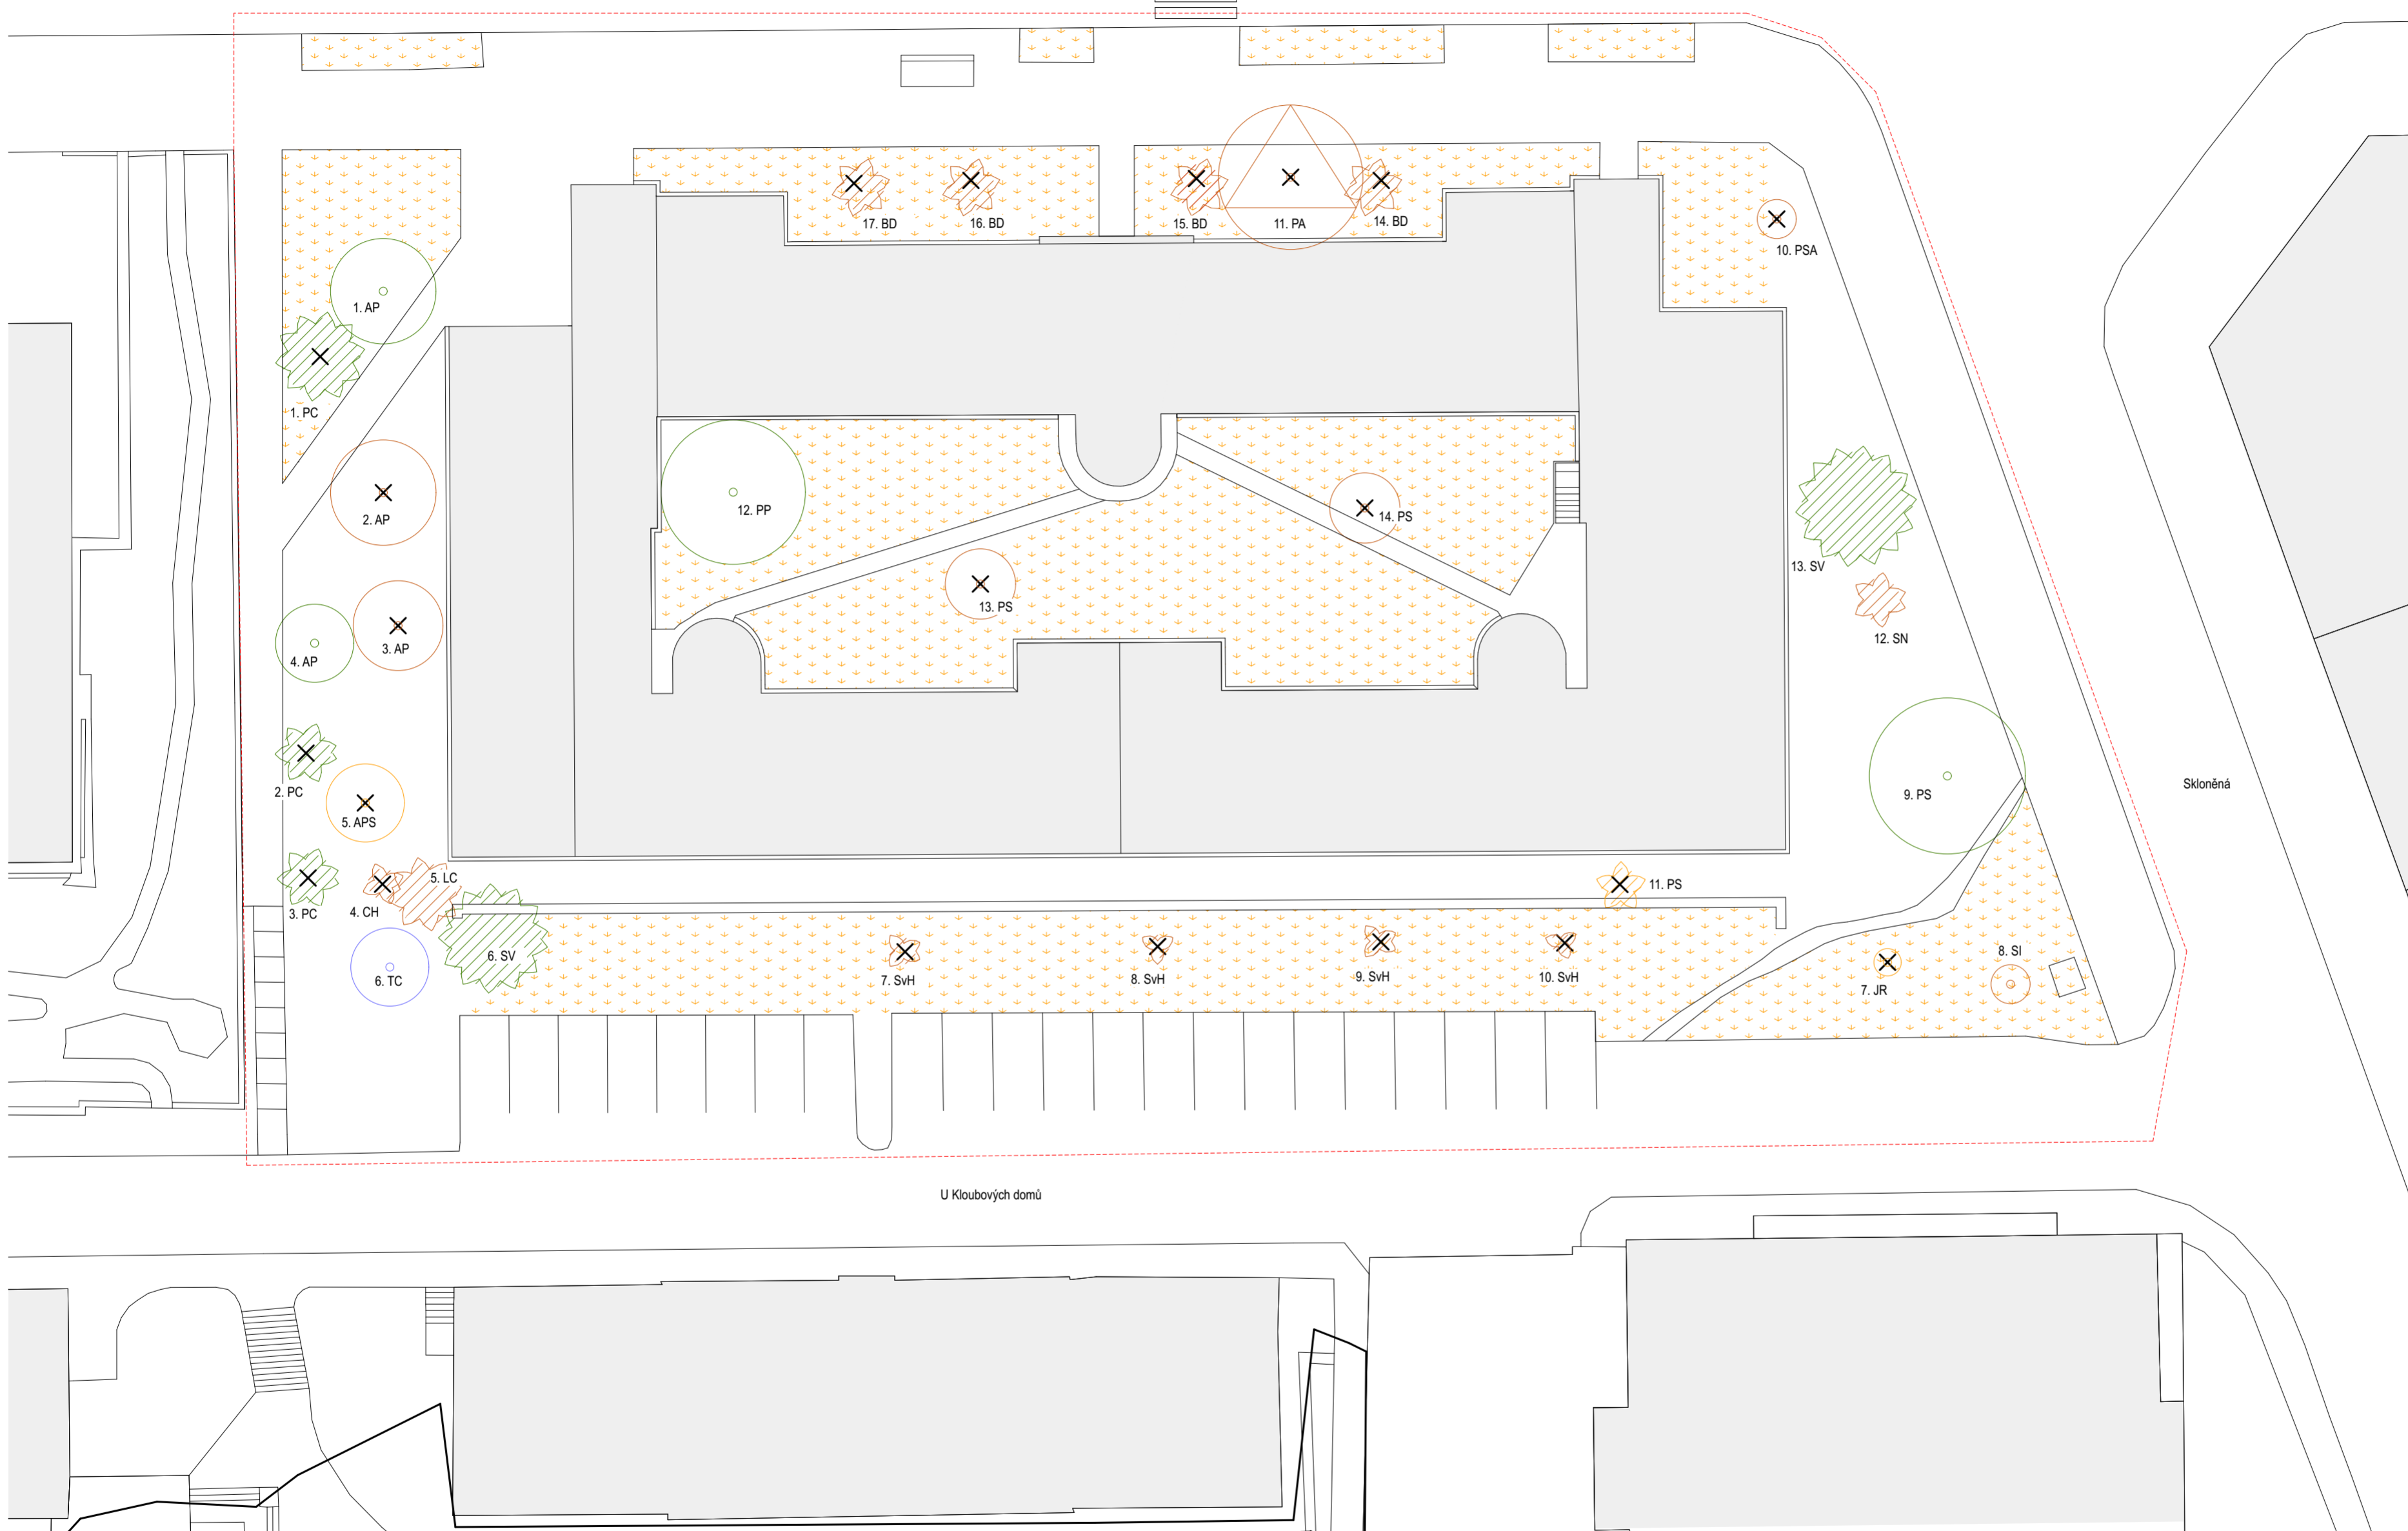 17. BD
16. BD
15. BD
11. PA
14. BD
10. PSA
1. AP
1. PC
2. AP
12. PP
14. PS
13. PS
13. SV
12. SN
3. AP
4. AP
2. PC
5. APS
9. PS
Skloněná
5. LC
11. PS
3. PC
4. CH
6. SV
6. TC
7. SvH
8. SvH
9. SvH
10. SvH
7. JR
8. SI
U Kloubových domů